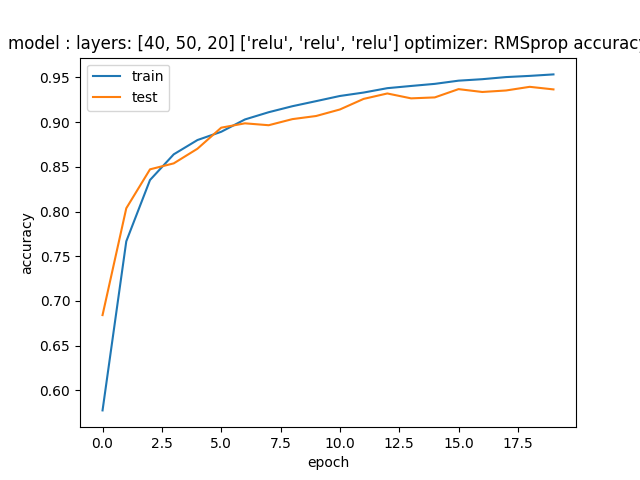 model : layers: [40, 50, 20] ['relu', 'relu', 'relu'] optimizer: RMSprop accuracy
train
test
0.95
0.90
0.85
0.80
0.75
0.70
0.65
0.60
accuracy
0.0 2.5 5.0 7.5 10.0 12.5 15.0 17.5
epoch